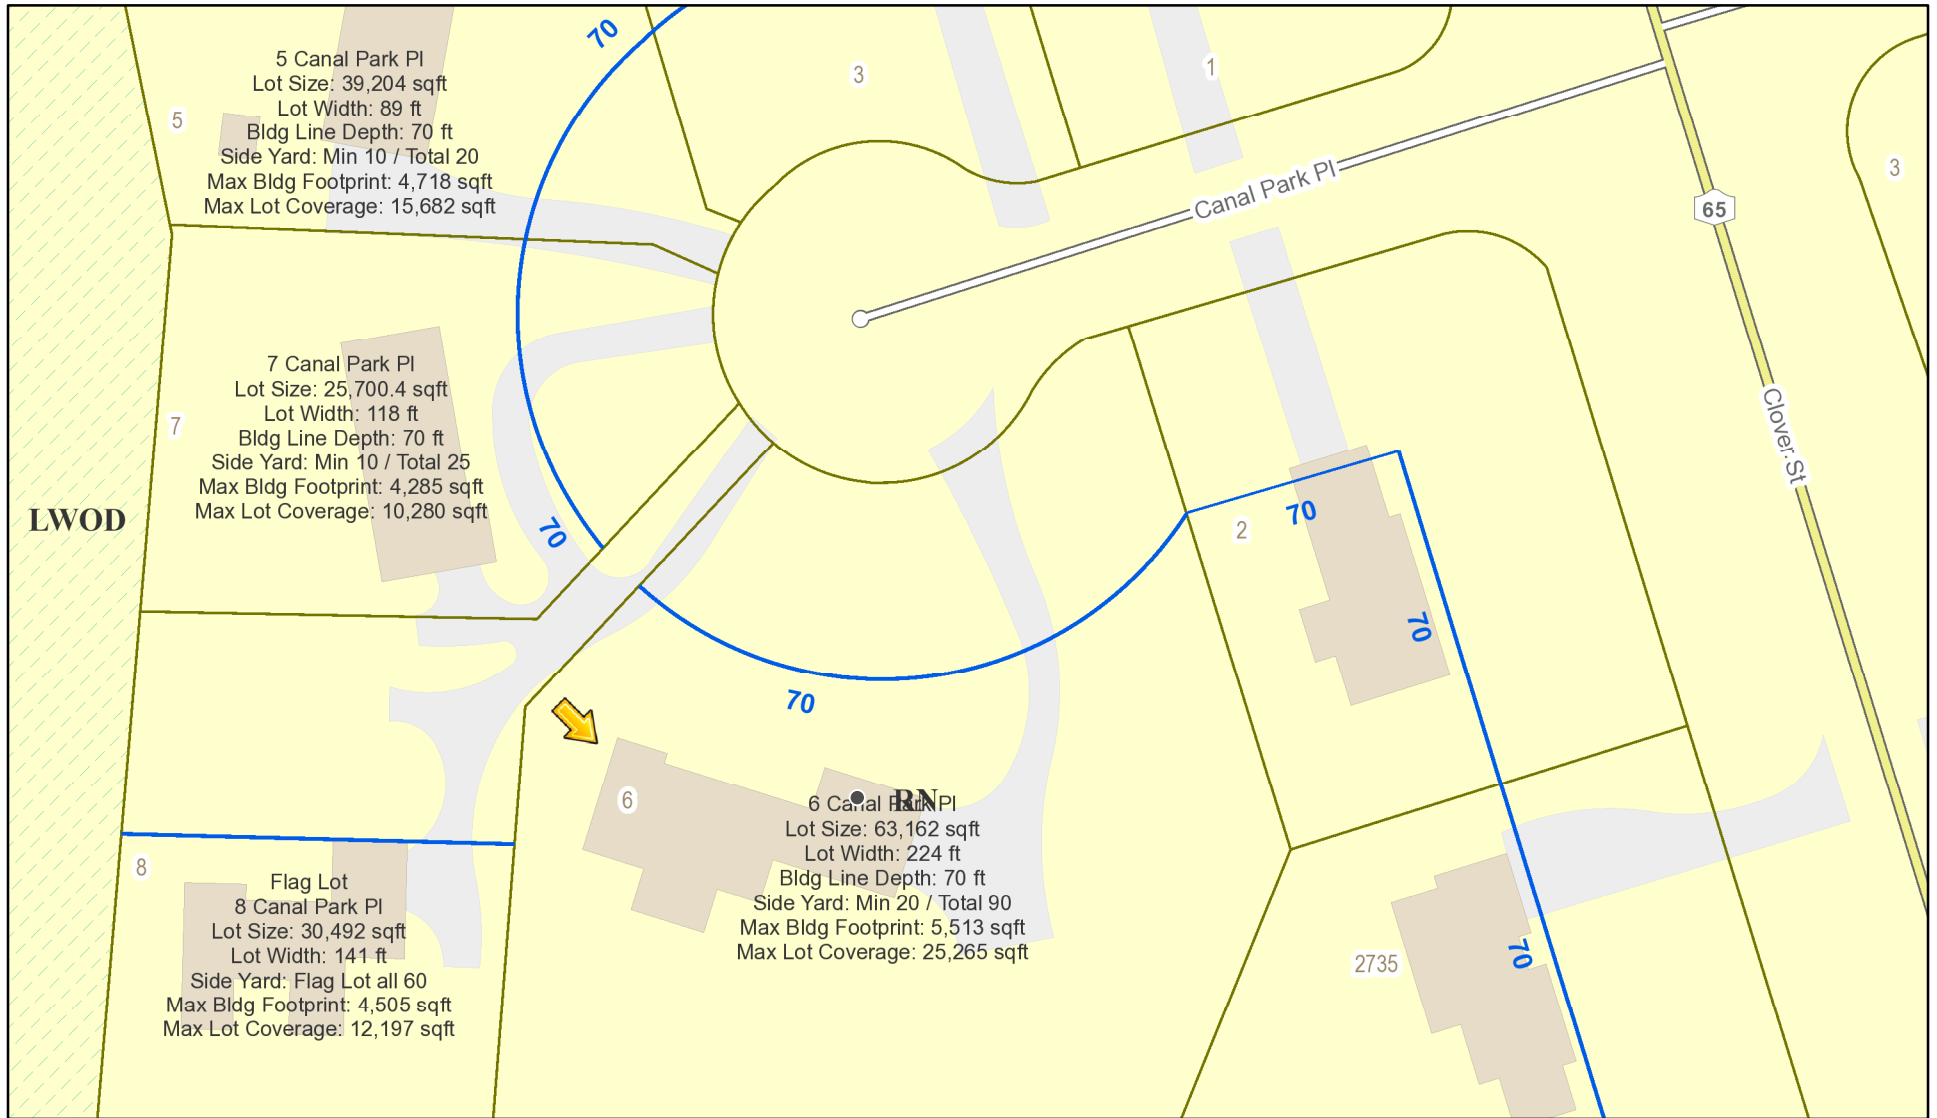 70
5 Canal Park Pl
Lot Size: 39,204 sqft
Lot Width: 89 ft
Bldg Line Depth: 70 ft
Side Yard: Min 10 / Total 20
Max Bldg Footprint: 4,718 sqft
Max Lot Coverage: 15,682 sqft
5
3
1
3
Canal Park Pl
65
Clover St
7 Canal Park Pl
Lot Size: 25,700.4 sqft
Lot Width: 118 ft
Bldg Line Depth: 70 ft
Side Yard: Min 10 / Total 25
Max Bldg Footprint: 4,285 sqft
Max Lot Coverage: 10,280 sqft
7
LWOD
70
2
70
70
70
6
RN
6 Canal Park Pl
Lot Size: 63,162 sqft
Lot Width: 224 ft
Bldg Line Depth: 70 ft
Side Yard: Min 20 / Total 90
Max Bldg Footprint: 5,513 sqft
Max Lot Coverage: 25,265 sqft
8
Flag Lot
8 Canal Park Pl
Lot Size: 30,492 sqft
Lot Width: 141 ft
Side Yard: Flag Lot all 60
Max Bldg Footprint: 4,505 sqft
Max Lot Coverage: 12,197 sqft
2735
70